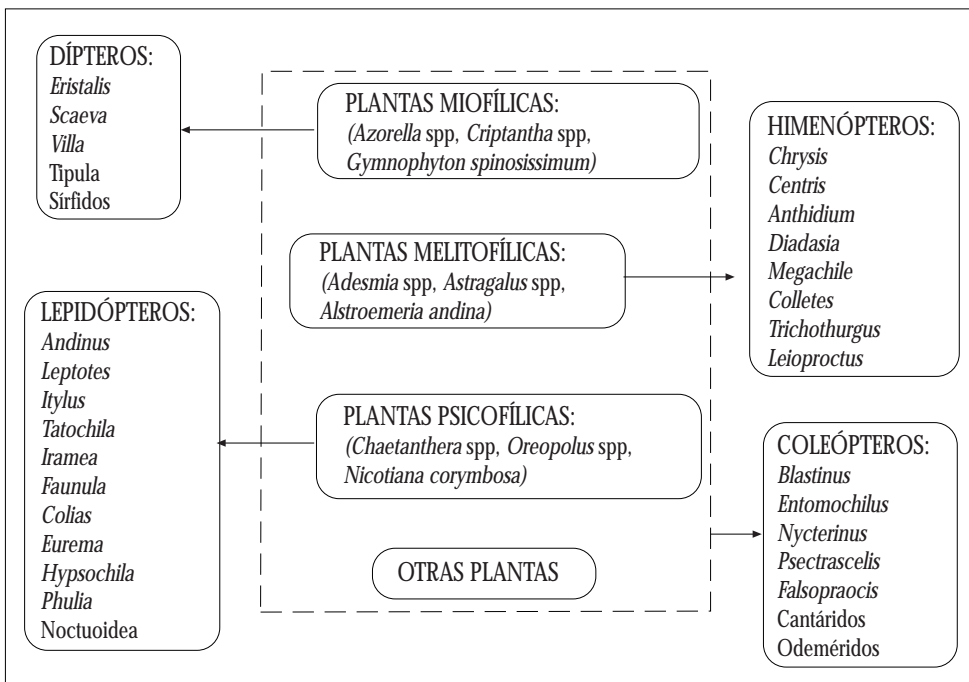 DÍPTEROS:
Eristalis
Scaeva
Villa
Tipula
Sírfidos
PLANTAS MIOFÍLICAS:
(Azorella spp, Criptantha spp,
Gymnophyton spinosissimum)
HIMENÓPTEROS:
Chrysis
Centris
Anthidium
Diadasia
Megachile
Colletes
Trichothurgus
Leioproctus
PLANTAS MELITOFÍLICAS:
(Adesmia spp, Astragalus spp,
Alstroemeria andina)
LEPIDÓPTEROS:
Andinus
Leptotes
Itylus
Tatochila
Iramea
Faunula
Colias
Eurema
Hypsochila
Phulia
Noctuoidea
PLANTAS PSICOFÍLICAS:
(Chaetanthera spp, Oreopolus spp,
Nicotiana corymbosa)
COLEÓPTEROS:
Blastinus
Entomochilus
Nycterinus
Psectrascelis
Falsopraocis
Cantáridos
Odeméridos
OTRAS PLANTAS